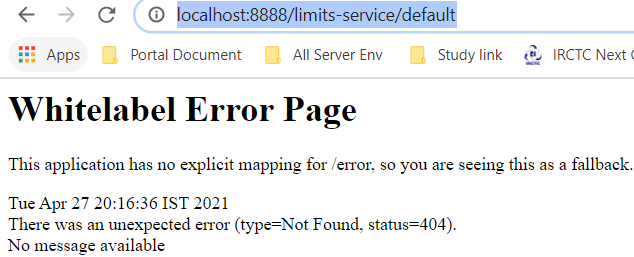 localhost:8888/limits-service/default
Apps Portal Document All Server Env Study link IRCTC Next
Whitelabel Error Page
This application has no explicit mapping for /error, so you are seeing this as a fallback.
Tue Apr 27 20:16:36 IST 2021
There was an unexpected error (type=Not Found, status=404).
No message available